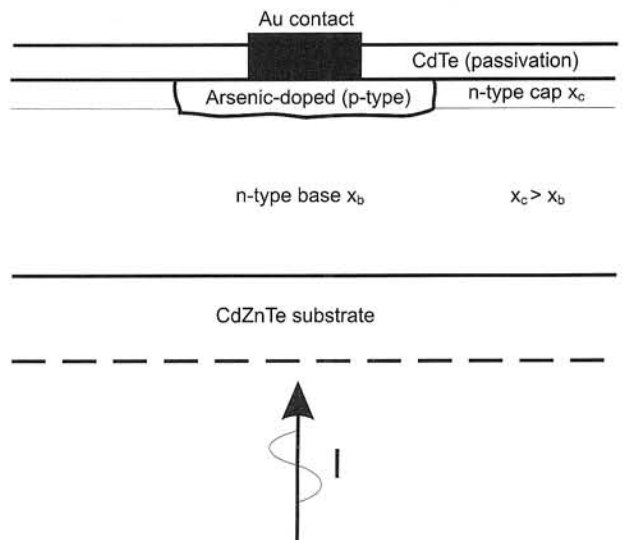 Au contact
CdTe (passivation)
Arsenic-doped (p-type)
n-type cap x_c
n-type base x_b
x_c > x_b
CdZnTe substrate
I